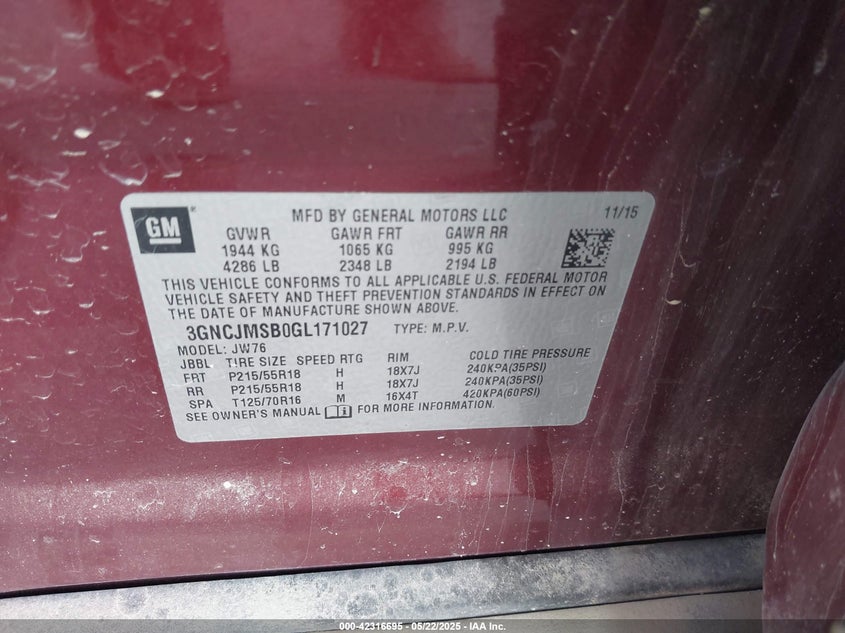 GM
MFD BY GENERAL MOTORS LLC 11/15
GVWR GAWR FRT GAWR RR
1944 KG 1065 KG 995 KG
4286 LB 2348 LB 2194 LB
THIS VEHICLE CONFORMS TO ALL APPLICABLE U.S. FEDERAL MOTOR
VEHICLE SAFETY AND THEFT PREVENTION STANDARDS IN EFFECT ON
THE DATE OF MANUFACTURE SHOWN ABOVE.
3GNCJMSB0GL171027 TYPE: M.P.V.
MODEL: JW76
JBBL TIRE SIZE SPEED RTG RIM COLD TIRE PRESSURE
FRT P215/55R18 H 18X7J 240KPA(35PSI)
RR P215/55R18 H 18X7J 240KPA(35PSI)
SPA T125/70R16 M 16X4T 420KPA(60PSI)
SEE OWNER'S MANUAL FOR MORE INFORMATION.
000-42316695 - 05/22/2025 - IAA Inc.